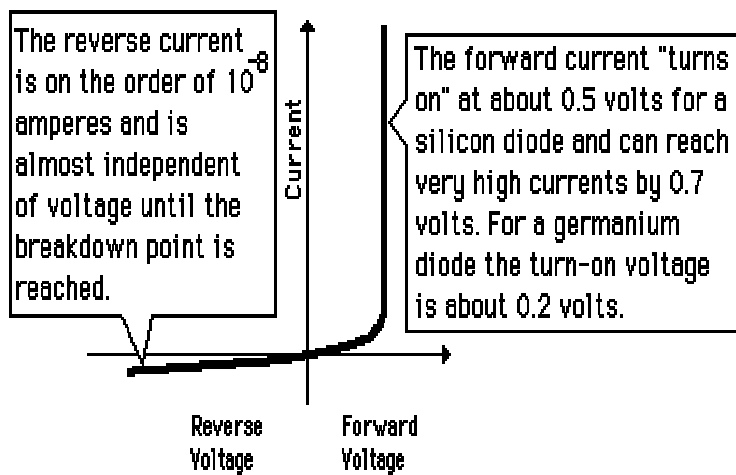 The reverse current
is on the order of 10-8
amperes and is
almost independent
of voltage until the
breakdown point is
reached.
Current
The forward current "turns
on" at about 0.5 volts for a
silicon diode and can reach
very high currents by 0.7
volts. For a germanium
diode the turn-on voltage
is about 0.2 volts.
Reverse
Voltage
Forward
Voltage